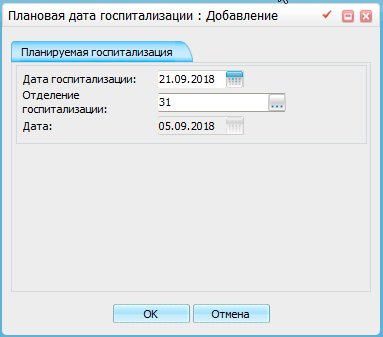 Плановая дата госпитализации : Добавление
Планируемая госпитализация
Дата госпитализации: 21.09.2018
Отделение
госпитализации: 31
Дата: 05.09.2018
OK Отмена